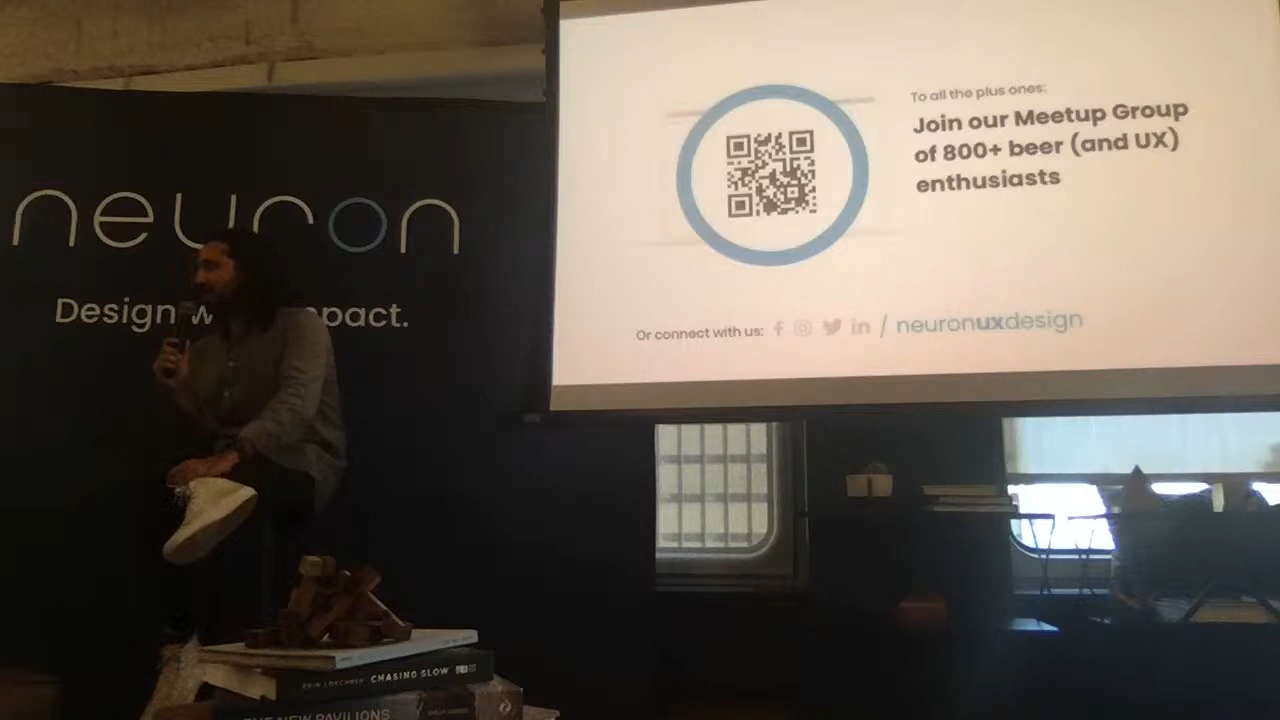 neuron
Design w pact.
To all the plus ones:
Join our Meetup Group
of 800+ beer (and UX)
enthusiasts
Or connect with us: / neuronuxdesign
CHASING SLOW
THE NEW PAVILIONS